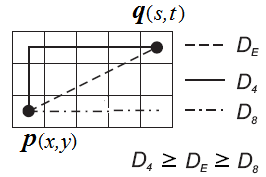 q(s,t)
D_E
D_4
D_8
p(x,y)
D_4 ≥ D_E ≥ D_8